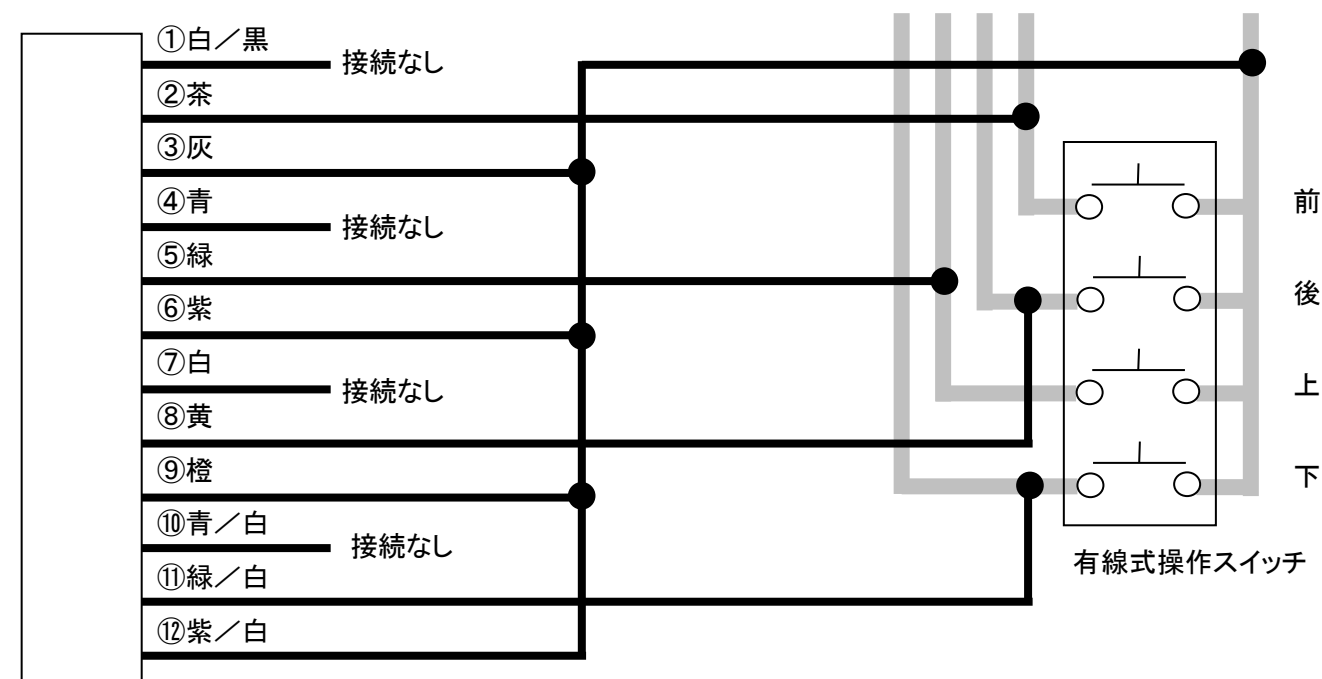 ①白／黒
接続なし
②茶
③灰
④青
接続なし
⑤緑
⑥紫
⑦白
接続なし
⑧黄
⑨橙
⑩青／白
接続なし
⑪緑／白
⑫紫／白
前
後
上
下
有線式操作スイッチ